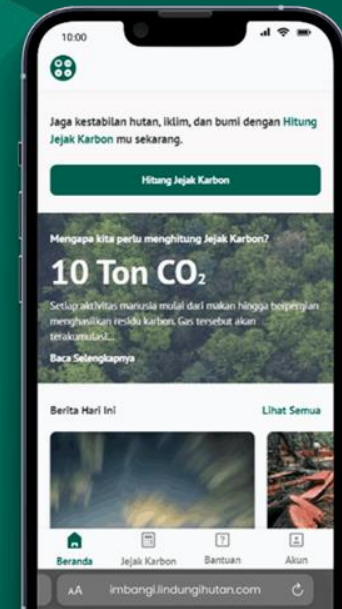 10:00
Jaga kestabilan hutan, iklim, dan bumi dengan Hitung
Jejak Karbon mu sekarang.
Hitung Jejak Karbon
Mengapa kita perlu menghitung Jejak Karbon?
10 Ton CO₂
Setiap aktivitas manusia mulai dari makan hingga berpergian
menghasilkan residu karbon. Gas tersebut akan
terakumulasi...
Baca Selengkapnya
Berita Hari Ini Lihat Semua
Beranda Jejak Karbon Bantuan Akun
AA imbangi.lindungihutan.com